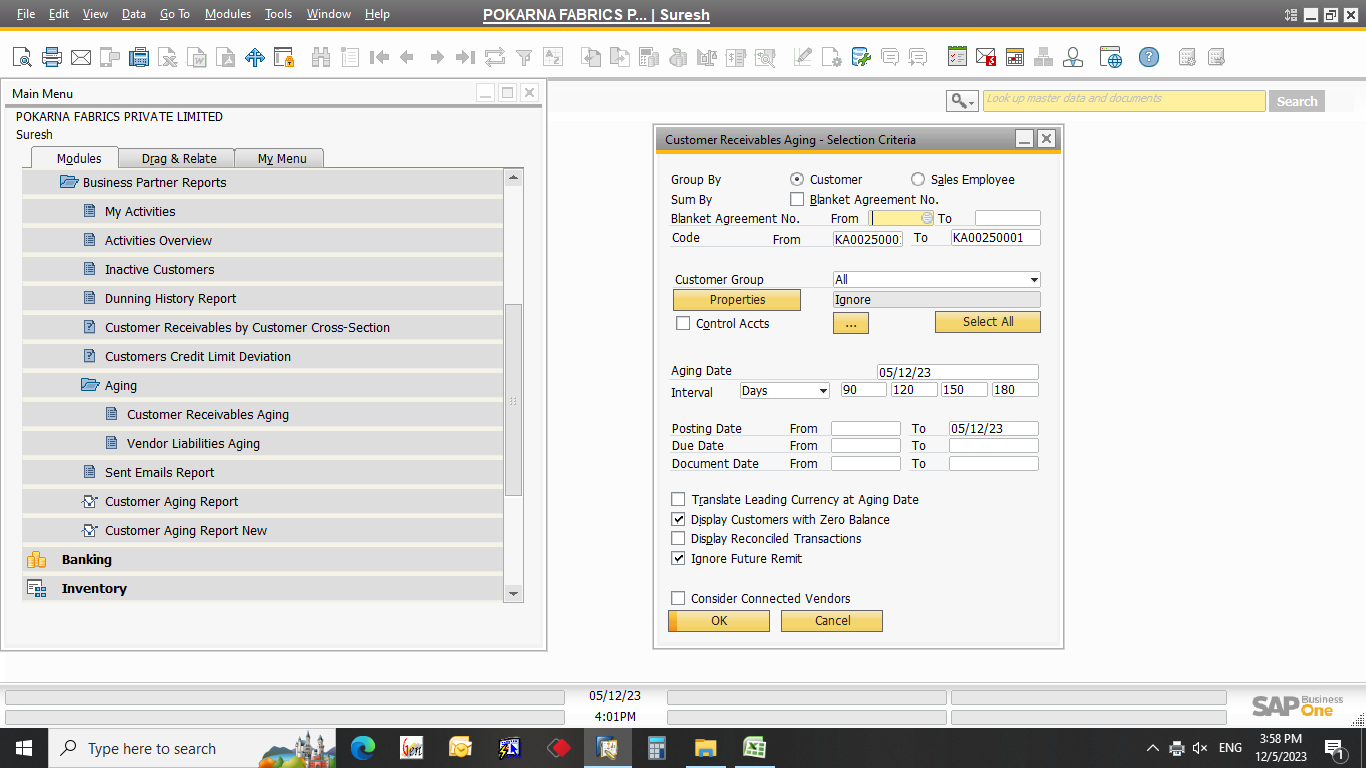 File Edit View Data Go To Modules Tools Window Help
POKARNA FABRICS P... | Suresh
Main Menu
POKARNA FABRICS PRIVATE LIMITED
Suresh
Modules Drag & Relate My Menu
Business Partner Reports
My Activities
Activities Overview
Inactive Customers
Dunning History Report
Customer Receivables by Customer Cross-Section
Customers Credit Limit Deviation
Aging
Customer Receivables Aging
Vendor Liabilities Aging
Sent Emails Report
Customer Aging Report
Customer Aging Report New
Banking
Inventory
Look up master data and documents Search
Customer Receivables Aging - Selection Criteria
Group By Customer Sales Employee
Sum By Blanket Agreement No.
Blanket Agreement No. From To
Code From KA00250001 To KA00250001
Customer Group All
Properties Ignore
Control Accts ... Select All
Aging Date 05/12/23
Interval Days 90 120 150 180
Posting Date From To 05/12/23
Due Date From To
Document Date From To
Translate Leading Currency at Aging Date
Display Customers with Zero Balance
Display Reconciled Transactions
Ignore Future Remit
Consider Connected Vendors
OK Cancel
05/12/23
4:01PM
SAP Business One
Type here to search
Gen
ENG
3:58 PM
12/5/2023
1